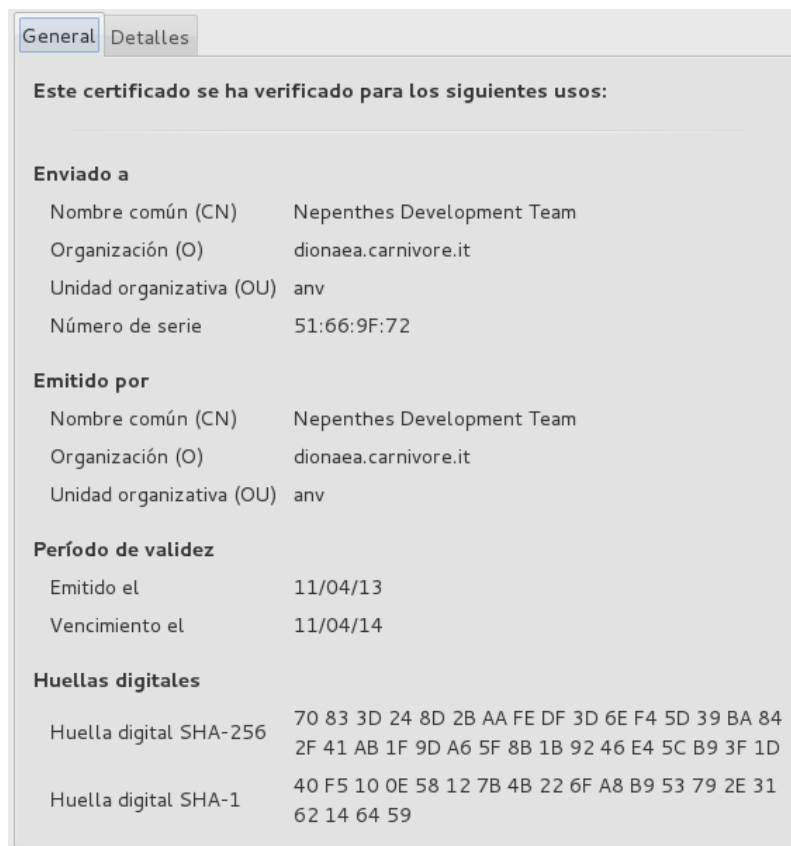 General Detalles
Este certificado se ha verificado para los siguientes usos:
Enviado a
Nombre común (CN) Nepenthes Development Team
Organización (O) dionaea.carnivore.it
Unidad organizativa (OU) anv
Número de serie 51:66:9F:72
Emitido por
Nombre común (CN) Nepenthes Development Team
Organización (O) dionaea.carnivore.it
Unidad organizativa (OU) anv
Período de validez
Emitido el 11/04/13
Vencimiento el 11/04/14
Huellas digitales
Huella digital SHA-256 70 83 3D 24 8D 2B AA FE DF 3D 6E F4 5D 39 BA 84
2F 41 AB 1F 9D A6 5F 8B 1B 92 46 E4 5C B9 3F 1D
Huella digital SHA-1 40 F5 10 0E 58 12 7B 4B 22 6F A8 B9 53 79 2E 31
62 14 64 59